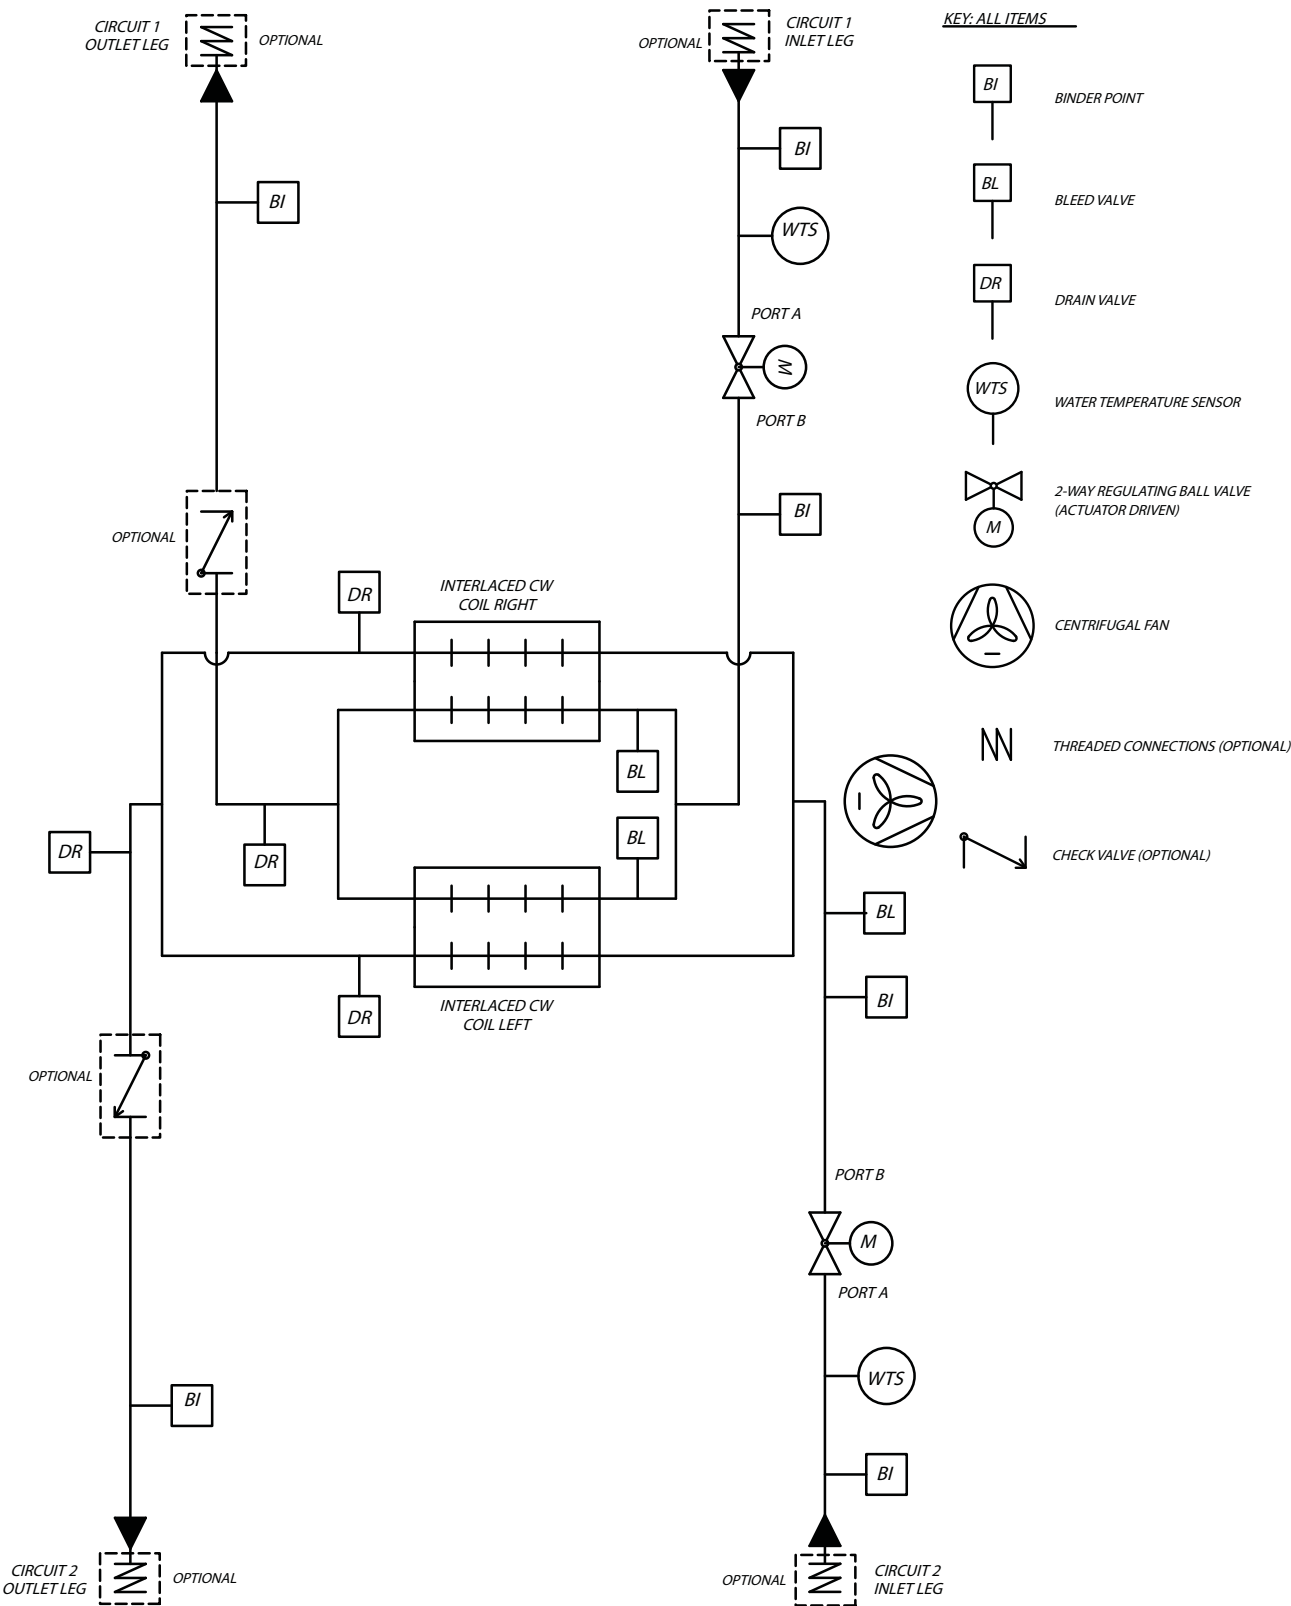 CIRCUIT 1
OUTLET LEG
OPTIONAL
OPTIONAL
CIRCUIT 1
INLET LEG
KEY: ALL ITEMS
BI
BINDER POINT
BL
BLEED VALVE
DR
DRAIN VALVE
WTS
WATER TEMPERATURE SENSOR
2-WAY REGULATING BALL VALVE
(ACTUATOR DRIVEN)
M
CENTRIFUGAL FAN
THREADED CONNECTIONS (OPTIONAL)
CHECK VALVE (OPTIONAL)
BI
BI
WTS
PORT A
M
PORT B
BI
OPTIONAL
DR
INTERLACED CW
COIL RIGHT
BL
BL
DR
DR
BL
BI
DR
INTERLACED CW
COIL LEFT
OPTIONAL
PORT B
M
PORT A
WTS
BI
BI
CIRCUIT 2
OUTLET LEG
OPTIONAL
OPTIONAL
CIRCUIT 2
INLET LEG